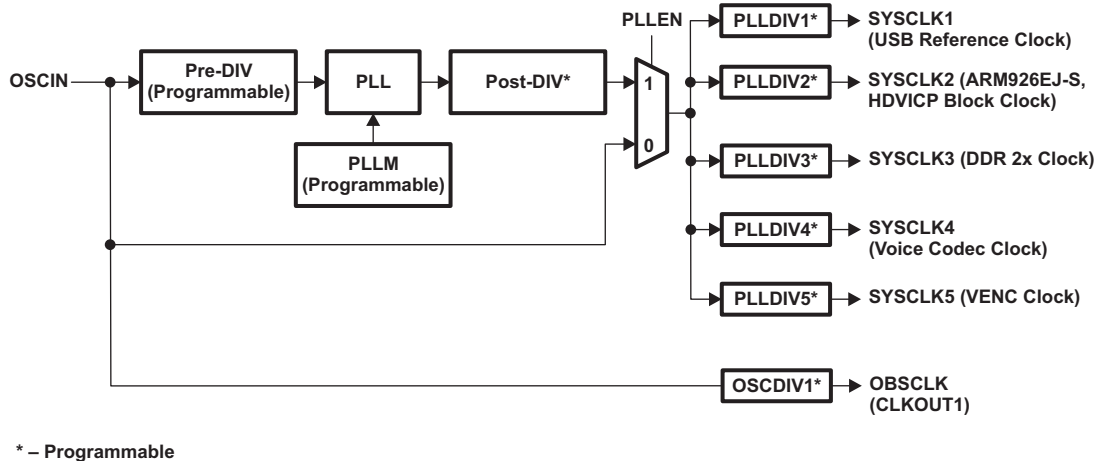 OSCIN
Pre-DIV
(Programmable)
PLL
Post-DIV*
PLLM
(Programmable)
PLLEN
1
0
PLLDIV1*
SYSCLK1
(USB Reference Clock)
PLLDIV2*
SYSCLK2 (ARM926EJ-S,
HDVICP Block Clock)
PLLDIV3*
SYSCLK3 (DDR 2x Clock)
PLLDIV4*
SYSCLK4
(Voice Codec Clock)
PLLDIV5*
SYSCLK5 (VENC Clock)
OSCDIV1*
OBSCLK
(CLKOUT1)
* – Programmable